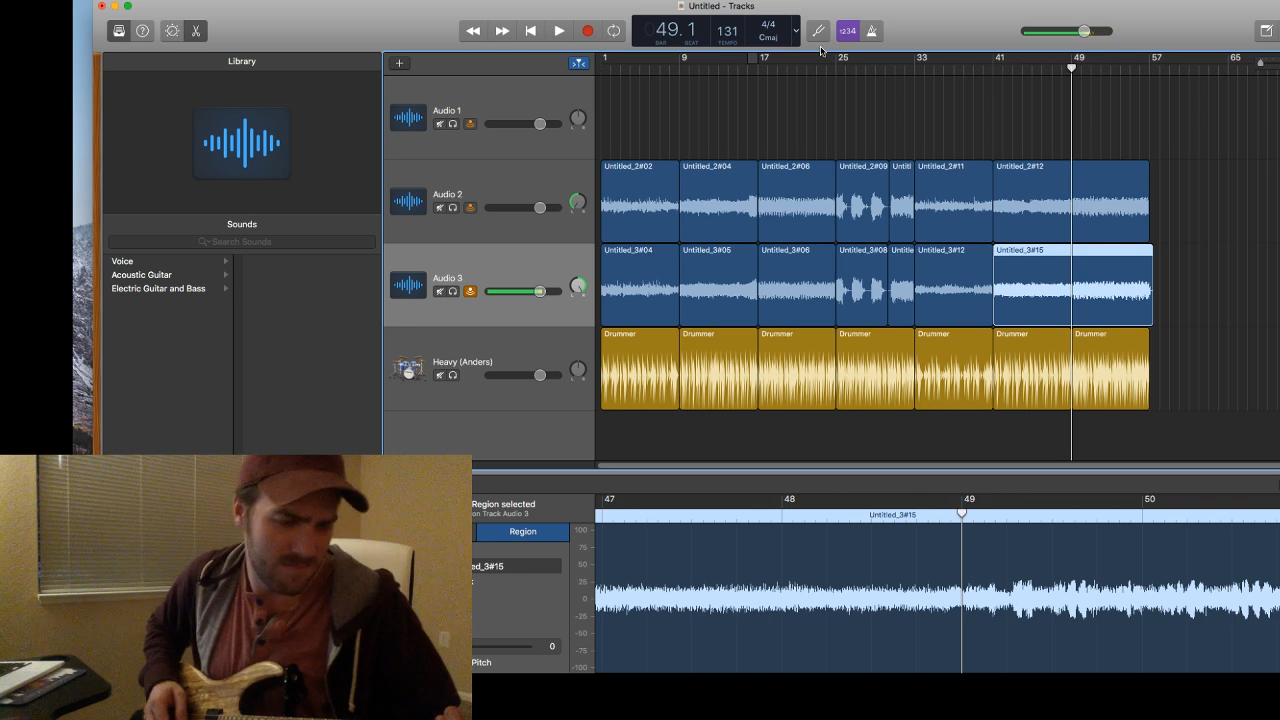 Untitled - Tracks
49. 1
BAR BEAT
131
TEMPO
4/4
Cmaj
1234
Library
Sounds
Search Sounds
Voice
Acoustic Guitar
Electric Guitar and Bass
1 9 17 25 33 41 49 57 65
Audio 1
L R
Audio 2
L R
Untitled_2#02 Untitled_2#04 Untitled_2#06 Untitled_2#09 Untitl Untitled_2#11 Untitled_2#12
Audio 3
L R
Untitled_3#04 Untitled_3#05 Untitled_3#06 Untitled_3#08 Untitle Untitled_3#12 Untitled_3#15
Heavy (Anders)
L R
Drummer Drummer Drummer Drummer Drummer Drummer Drummer
Region selected
on Track Audio 3
Region
ed_3#15
0
Pitch
47 48 49 50
Untitled_3#15
100
75
50
25
0
-25
-50
-75
-100